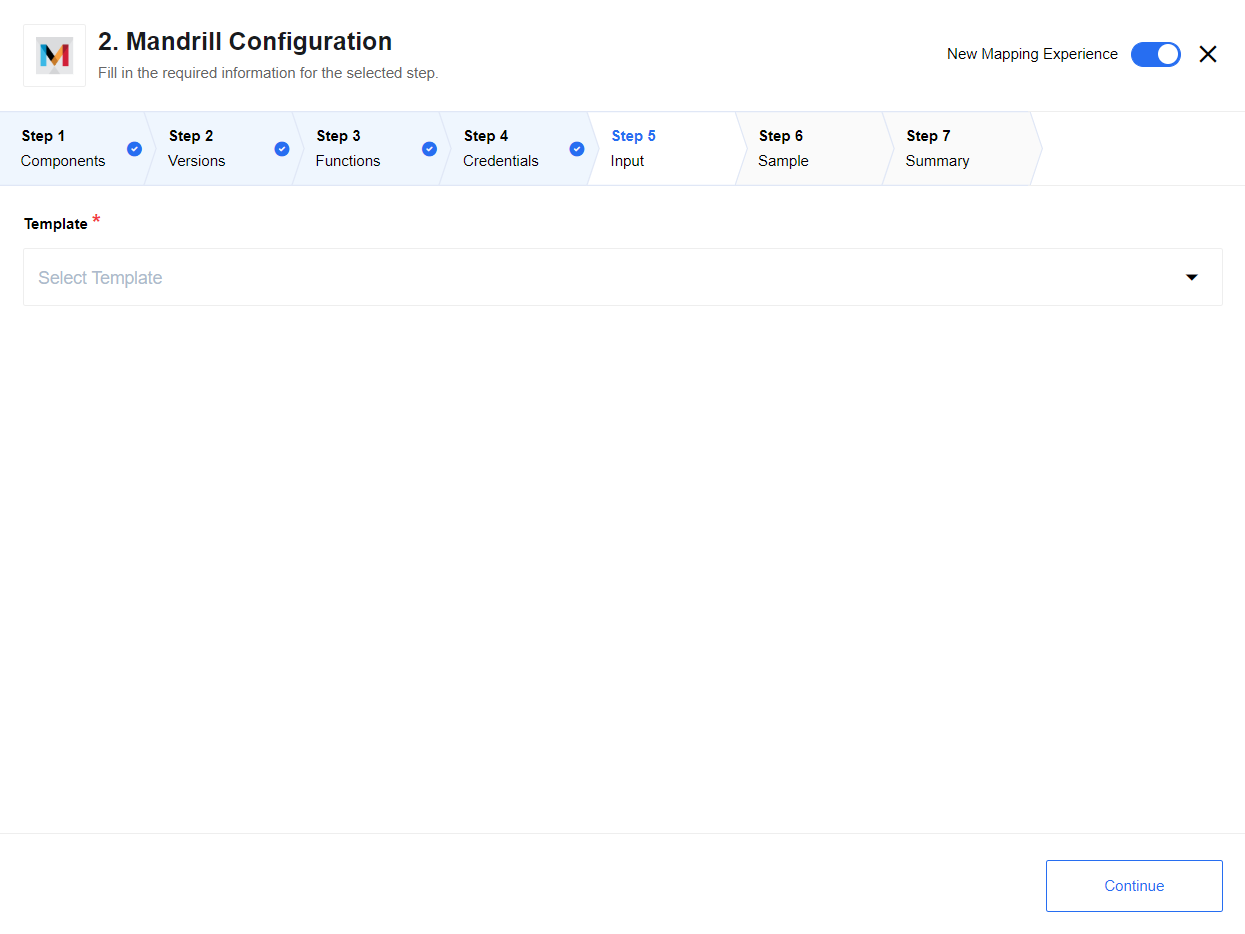 2. Mandrill Configuration
Fill in the required information for the selected step.
New Mapping Experience
Step 1
Components
Step 2
Versions
Step 3
Functions
Step 4
Credentials
Step 5
Input
Step 6
Sample
Step 7
Summary
Template *
Select Template
Continue